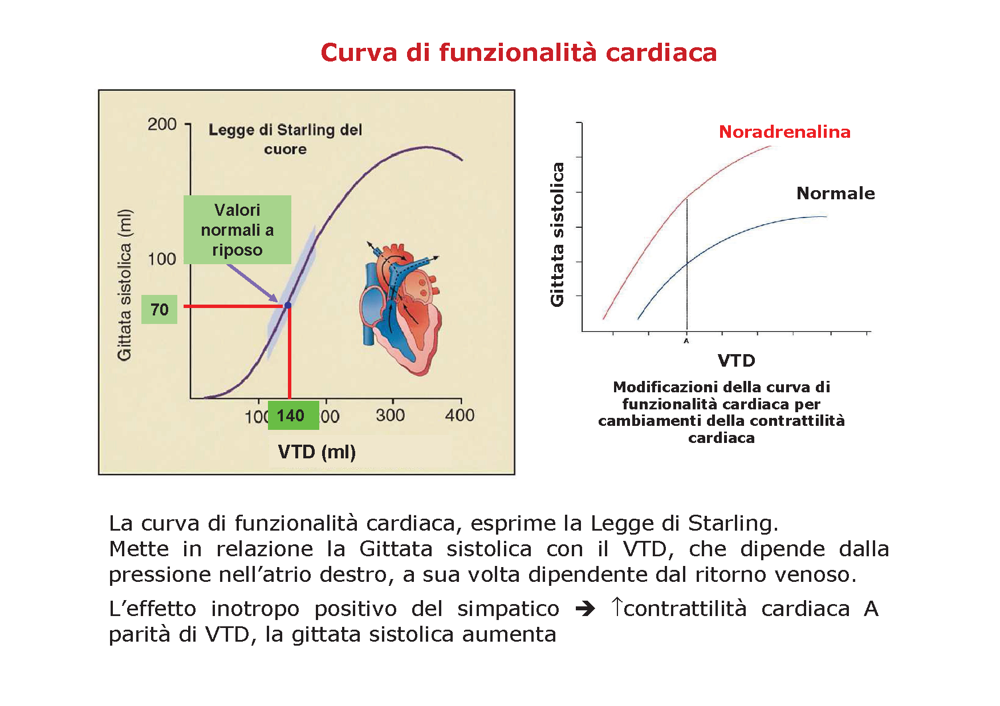 Curva di funzionalità cardiaca
200
Legge di Starling del
cuore
Valori
normali a
riposo
Gittata sistolica (ml)
100
70
140
300
400
VTD (ml)
Noradrenalina
Normale
Gittata sistolica
A
VTD
Modificazioni della curva di
funzionalità cardiaca per
cambiamenti della contrattilità
cardiaca
La curva di funzionalità cardiaca, esprime la Legge di Starling.
Mette in relazione la Gittata sistolica con il VTD, che dipende dalla
pressione nell’atrio destro, a sua volta dipendente dal ritorno venoso.
L’effetto inotropo positivo del simpatico ➔ ↑contrattilità cardiaca A
parità di VTD, la gittata sistolica aumenta